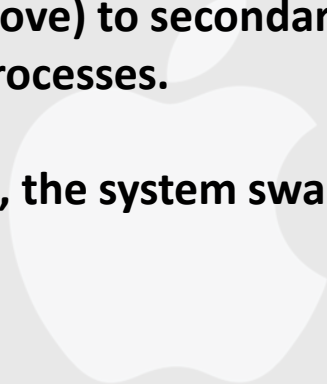 ove) to secondar
rocesses.
, the system swa